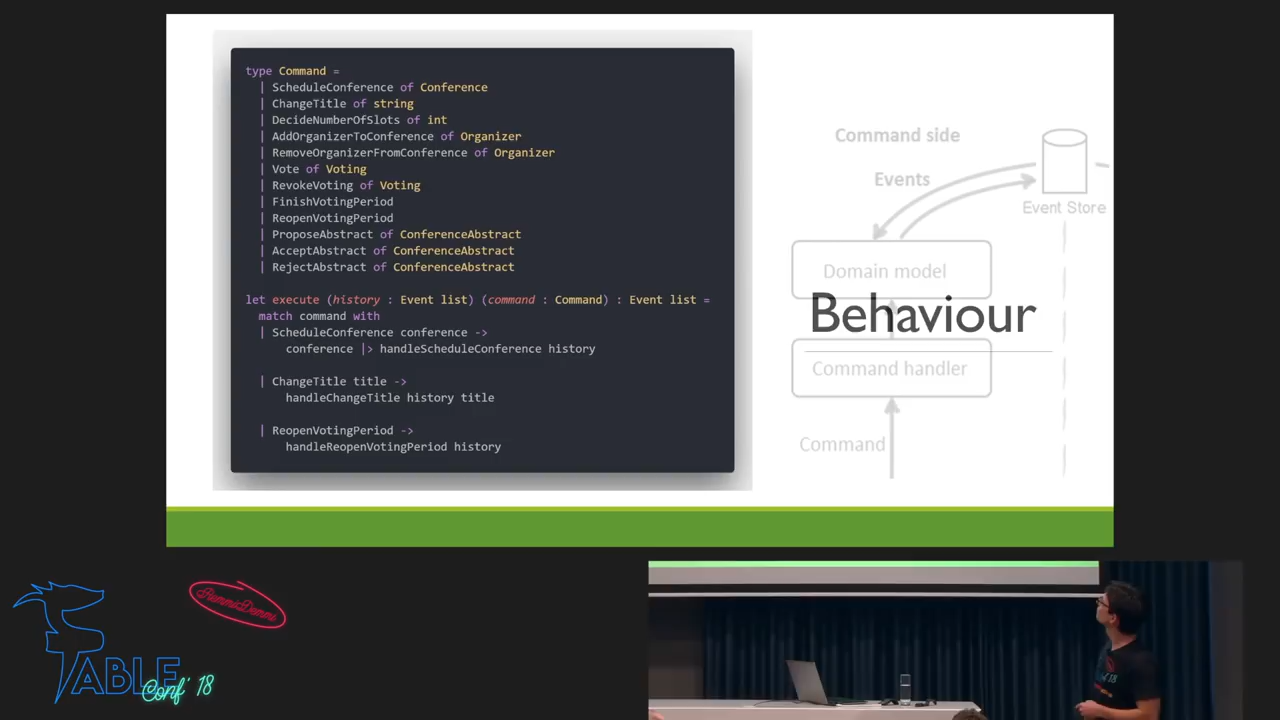 type Command =
| ScheduleConference of Conference
| ChangeTitle of string
| DecideNumberOfSlots of int
| AddOrganizerToConference of Organizer
| RemoveOrganizerFromConference of Organizer
| Vote of Voting
| RevokeVoting of Voting
| FinishVotingPeriod
| ReopenVotingPeriod
| ProposeAbstract of ConferenceAbstract
| AcceptAbstract of ConferenceAbstract
| RejectAbstract of ConferenceAbstract
let execute (history : Event list) (command : Command) : Event list =
match command with
| ScheduleConference conference ->
conference |> handleScheduleConference history
| ChangeTitle title ->
handleChangeTitle history title
| ReopenVotingPeriod ->
handleReopenVotingPeriod history
Command side
Events
Event Store
Domain model
Behaviour
Command handler
Command
FABLE
Conf' 18